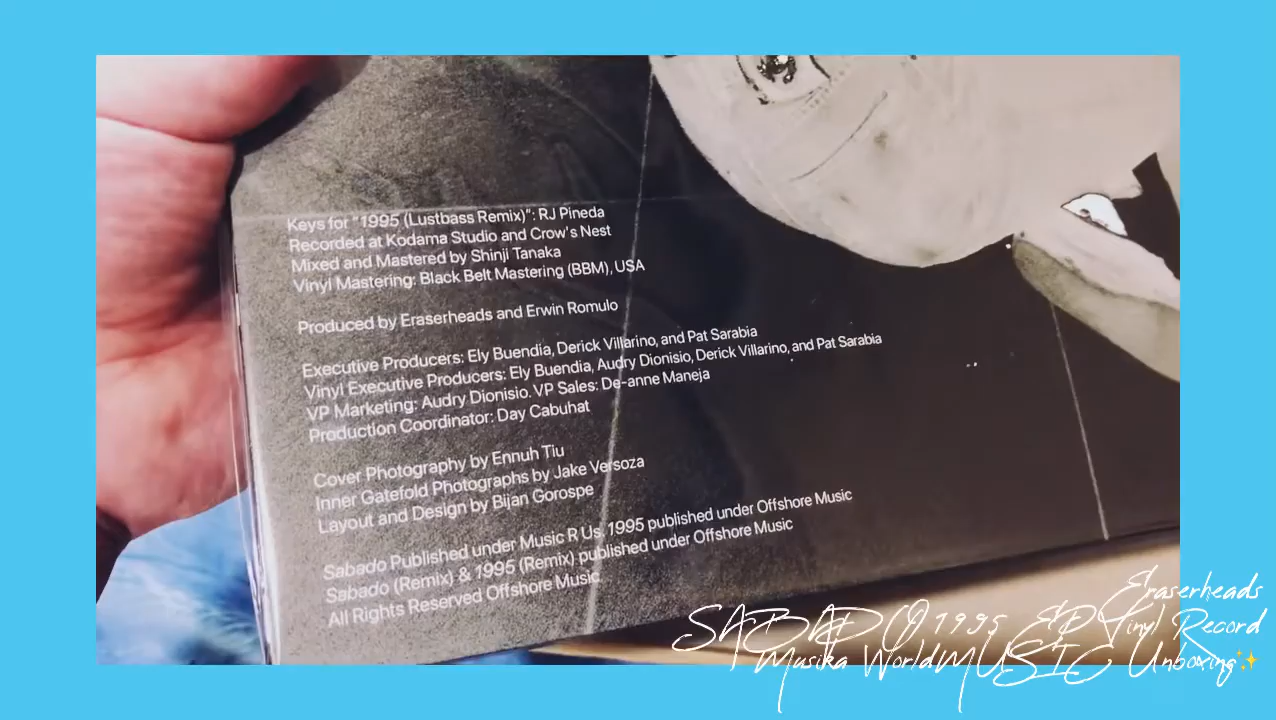 Keys for "1995 (Lustbass Remix)": RJ Pineda
Recorded at Kodama Studio and Crow's Nest
Mixed and Mastered by Shinji Tanaka
Vinyl Mastering: Black Belt Mastering (BBM), USA
Produced by Eraserheads and Erwin Romulo
Executive Producers: Ely Buendia, Derick Villarino, and Pat Sarabia
Vinyl Executive Producers: Ely Buendia, Audry Dionisio, Derick Villarino, and Pat Sarabia
VP Marketing: Audry Dionisio. VP Sales: De-anne Maneja
Production Coordinator: Day Cabuhat
Cover Photography by Ennuh Tiu
Inner Gatefold Photographs by Jake Versoza
Layout and Design by Bijan Gorospe
Sabado Published under Music R Us. 1995 published under Offshore Music
Sabado (Remix) & 1995 (Remix) published under Offshore Music
All Rights Reserved Offshore Music.
Eraserheads
SABADO 1995 EP Vinyl Record
Musika WorldMUSIC Unboxing✨